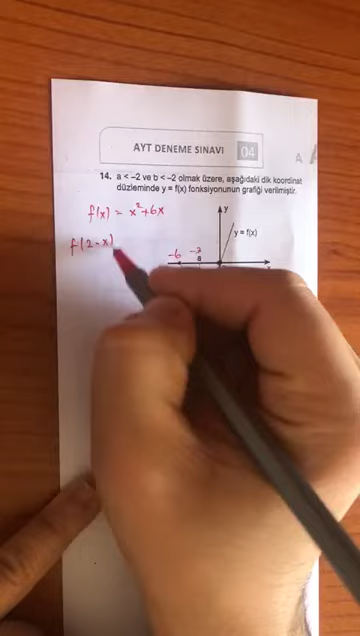 AYT DENEME SINAVI 04
A
14. a < –2 ve b < –2 olmak üzere, aşağıdaki dik koordinat
düzleminde y = f(x) fonksiyonunun grafiği verilmiştir.
f(x) = x²+6x
y
f(2-x)
y = f(x)
-6
a